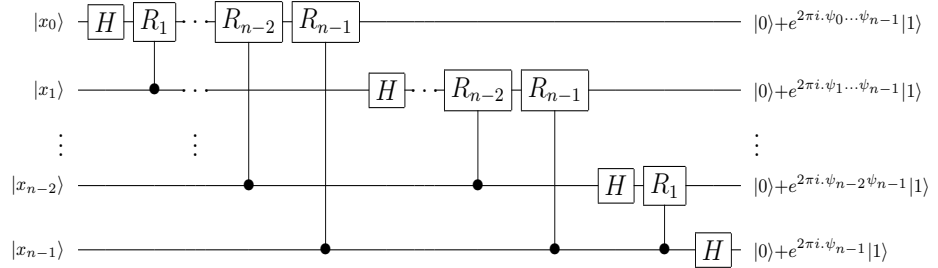 |x₀⟩ H R₁ ··· Rₙ₋₂ Rₙ₋₁ |0⟩+e^{2πi.ψ₀...ψₙ₋₁}|1⟩
|x₁⟩ ··· H ··· Rₙ₋₂ Rₙ₋₁ |0⟩+e^{2πi.ψ₁...ψₙ₋₁}|1⟩
⋮ ⋮ ⋮
|xₙ₋₂⟩ H R₁ |0⟩+e^{2πi.ψₙ₋₂ψₙ₋₁}|1⟩
|xₙ₋₁⟩ H |0⟩+e^{2πi.ψₙ₋₁}|1⟩